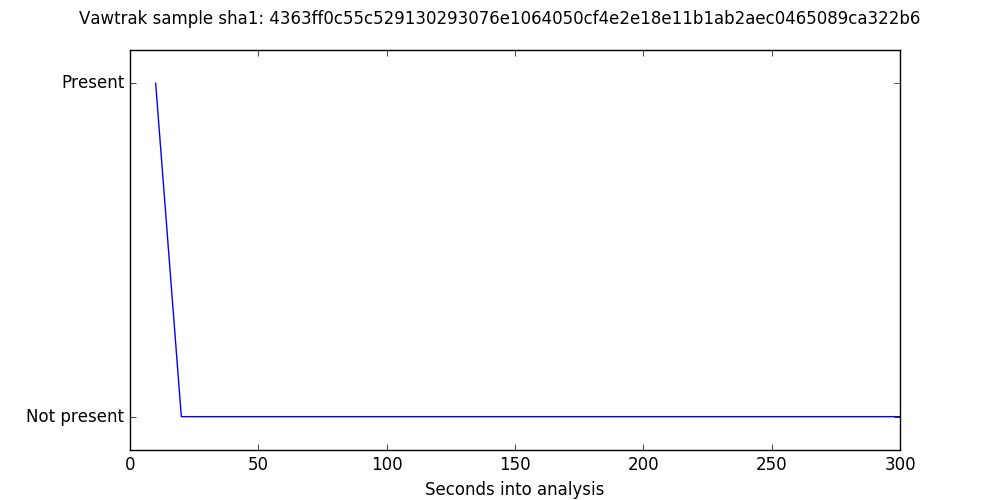 Vawtrak sample sha1: 4363ff0c55c529130293076e1064050cf4e2e18e11b1ab2aec0465089ca322b6
Present
Not present
0 50 100 150 200 250 300
Seconds into analysis